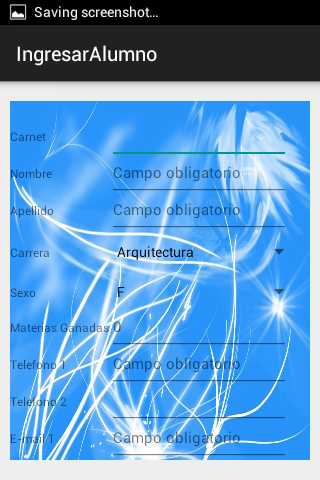 Saving screenshot...
IngresarAlumno
Carnet
Nombre Campo obligatorio
Apellido Campo obligatorio
Carrera Arquitectura
Sexo F
Materias Ganadas 0
Telefono 1 Campo obligatorio
Telefono 2
E-mail 1 Campo obligatorio